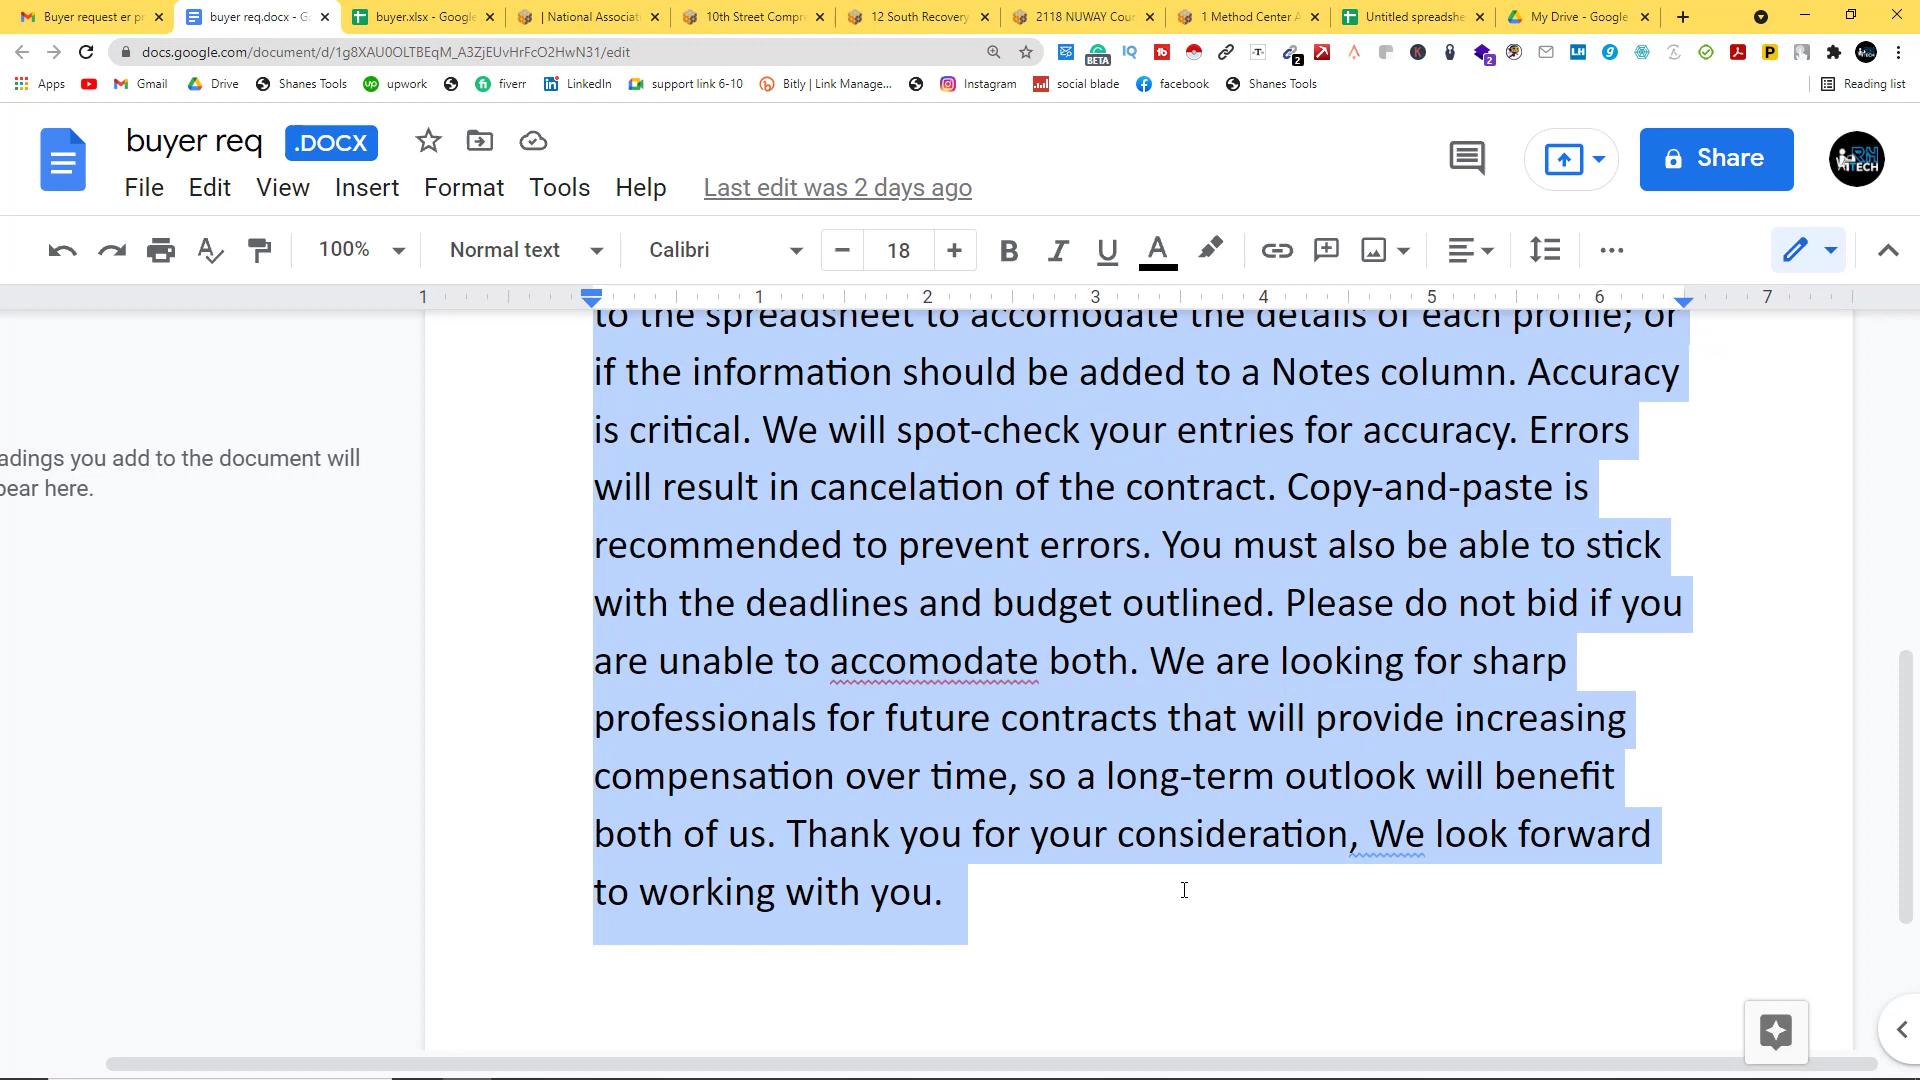 Buyer request er pr
buyer req.docx - Goo
buyer.xlsx - Google
| National Associati
10th Street Compre
12 South Recovery
2118 NUWAY Cou
1 Method Center A
Untitled spreadshe
My Drive - Google
docs.google.com/document/d/1g8XAU0OLTBEqM_A3ZjEUvHrFcO2HwN31/edit
Apps
Gmail
Drive
Shanes Tools
upwork
fiverr
LinkedIn
support link 6-10
Bitly | Link Manage...
Instagram
social blade
facebook
Shanes Tools
Reading list
buyer req
.DOCX
Share
File
Edit
View
Insert
Format
Tools
Help
Last edit was 2 days ago
100%
Normal text
Calibri
18
1 1 2 3 4 5 6 7
adings you add to the document will
pear here.
to the spreadsheet to accomodate the details of each profile; or
if the information should be added to a Notes column. Accuracy
is critical. We will spot-check your entries for accuracy. Errors
will result in cancelation of the contract. Copy-and-paste is
recommended to prevent errors. You must also be able to stick
with the deadlines and budget outlined. Please do not bid if you
are unable to accomodate both. We are looking for sharp
professionals for future contracts that will provide increasing
compensation over time, so a long-term outlook will benefit
both of us. Thank you for your consideration, We look forward
to working with you.